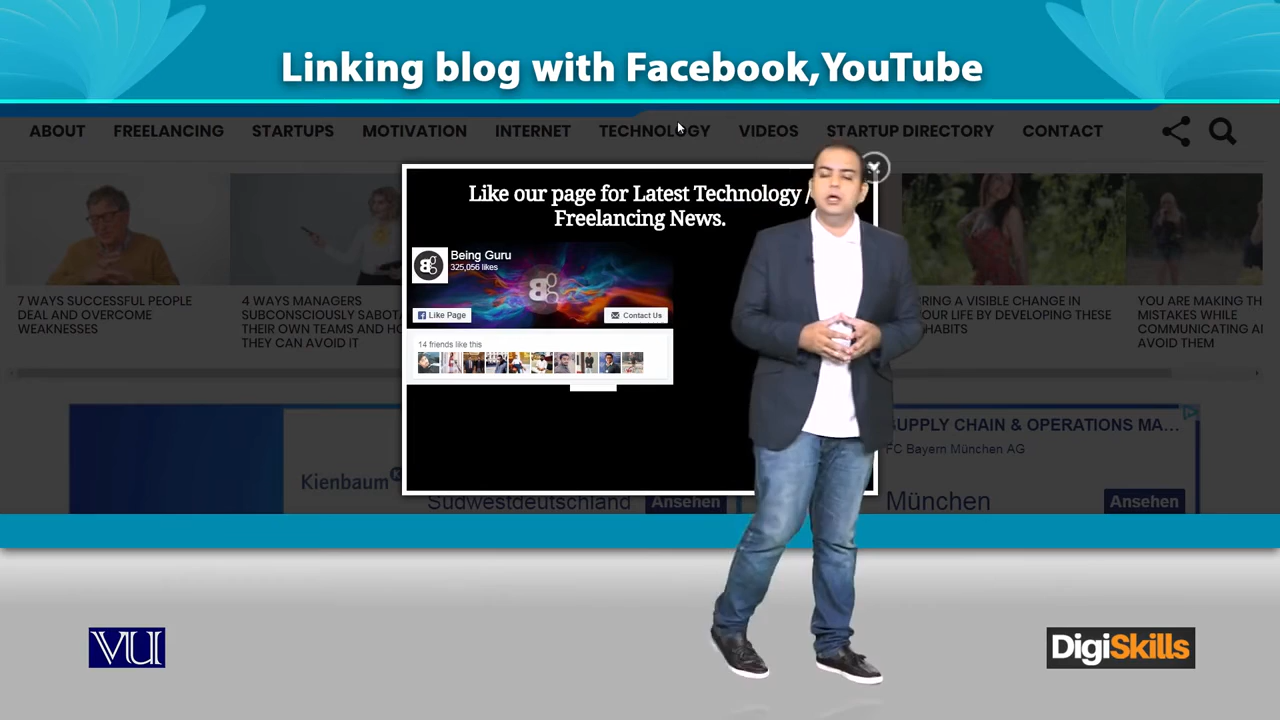 Linking blog with Facebook,YouTube
ABOUT FREELANCING STARTUPS MOTIVATION INTERNET TECHNOLOGY VIDEOS STARTUP DIRECTORY CONTACT
Like our page for Latest Technology /
Freelancing News.
Being Guru
325,056 likes
Like Page
Contact Us
14 friends like this
7 WAYS SUCCESSFUL PEOPLE
DEAL AND OVERCOME
WEAKNESSES
4 WAYS MANAGERS
SUBCONSCIOUSLY
THEIR OWN TEAMS AND
THEY CAN AVOID IT
A VISIBLE CHANGE IN
LIFE BY DEVELOPING THESE
HABITS
YOU ARE MAKING
MISTAKES WHILE
COMMUNICATING
AVOID THEM
Kienbaum
Südwestdeutschland
Ansehen
SUPPLY CHAIN & OPERATIONS MA...
FC Bayern München AG
München
Ansehen
VU
DigiSkills